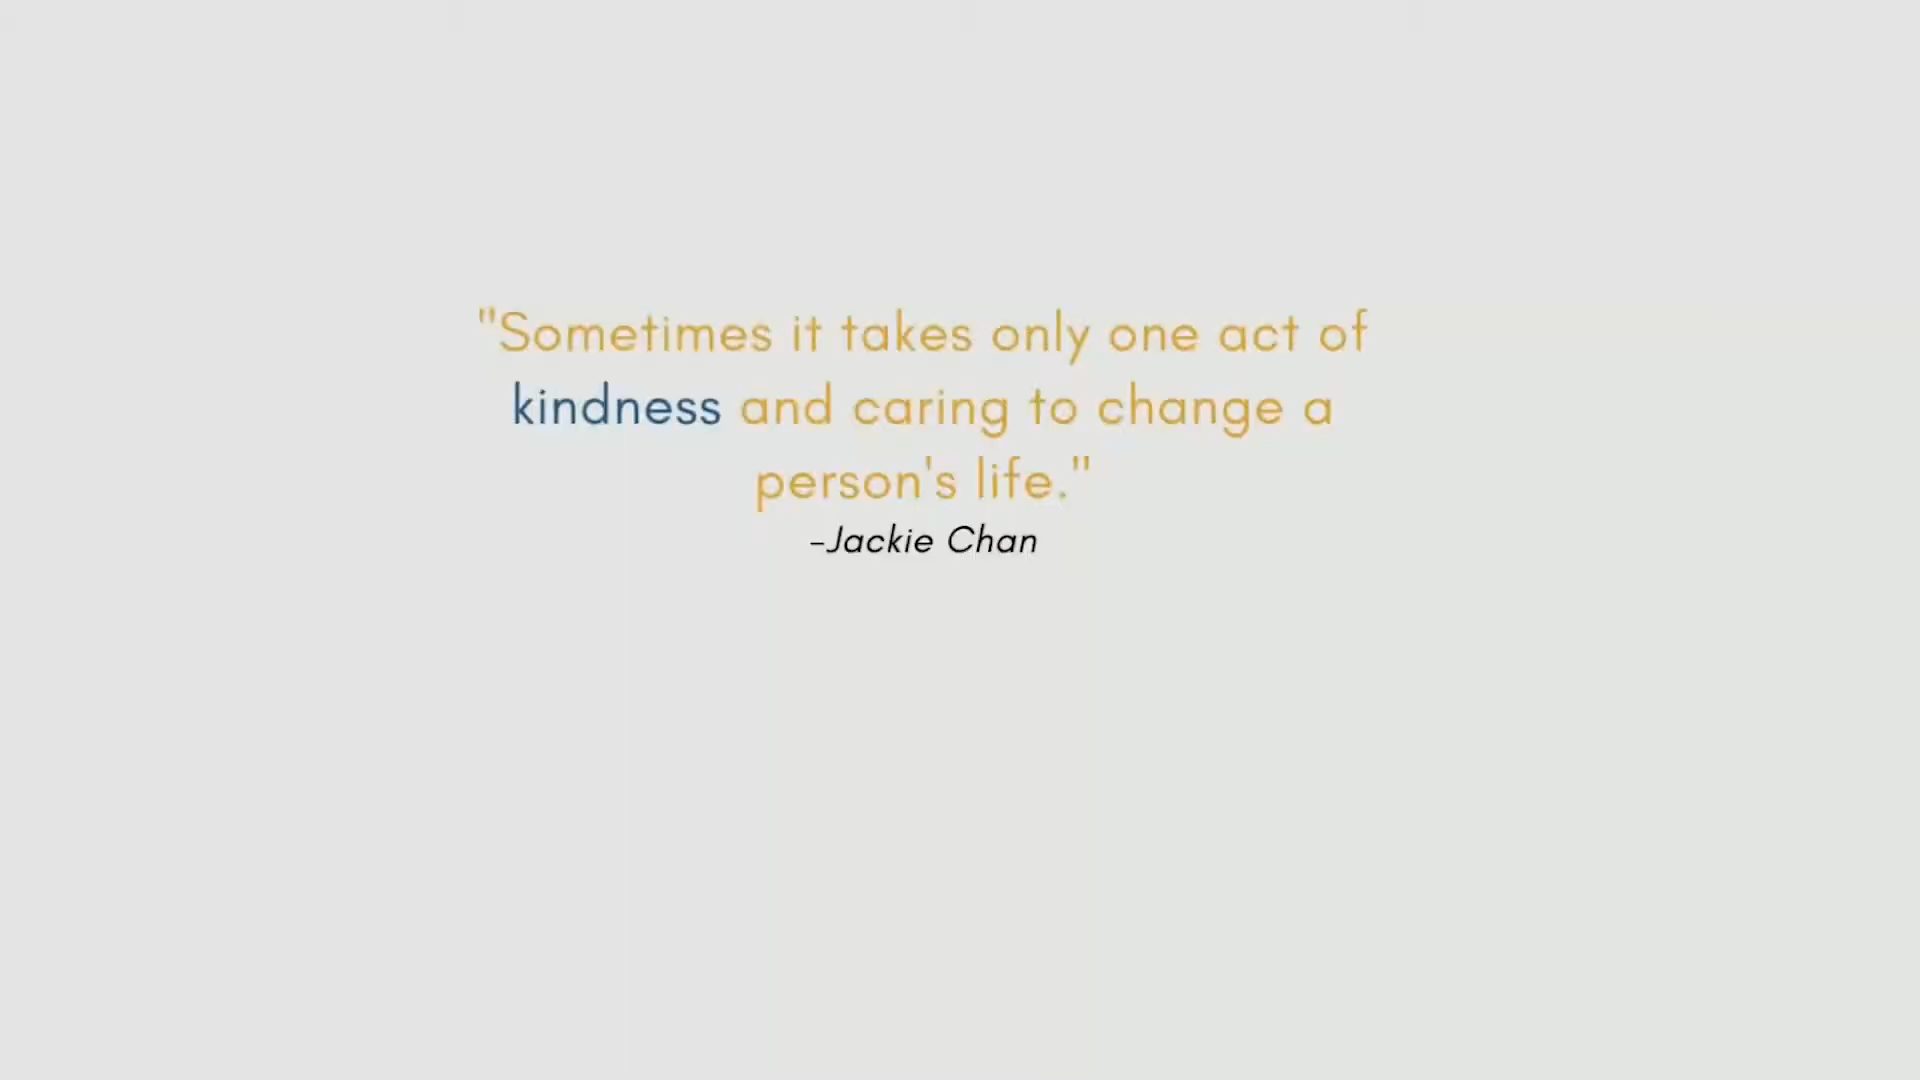 "Sometimes it takes only one act of
kindness and caring to change a
person's life."
-Jackie Chan